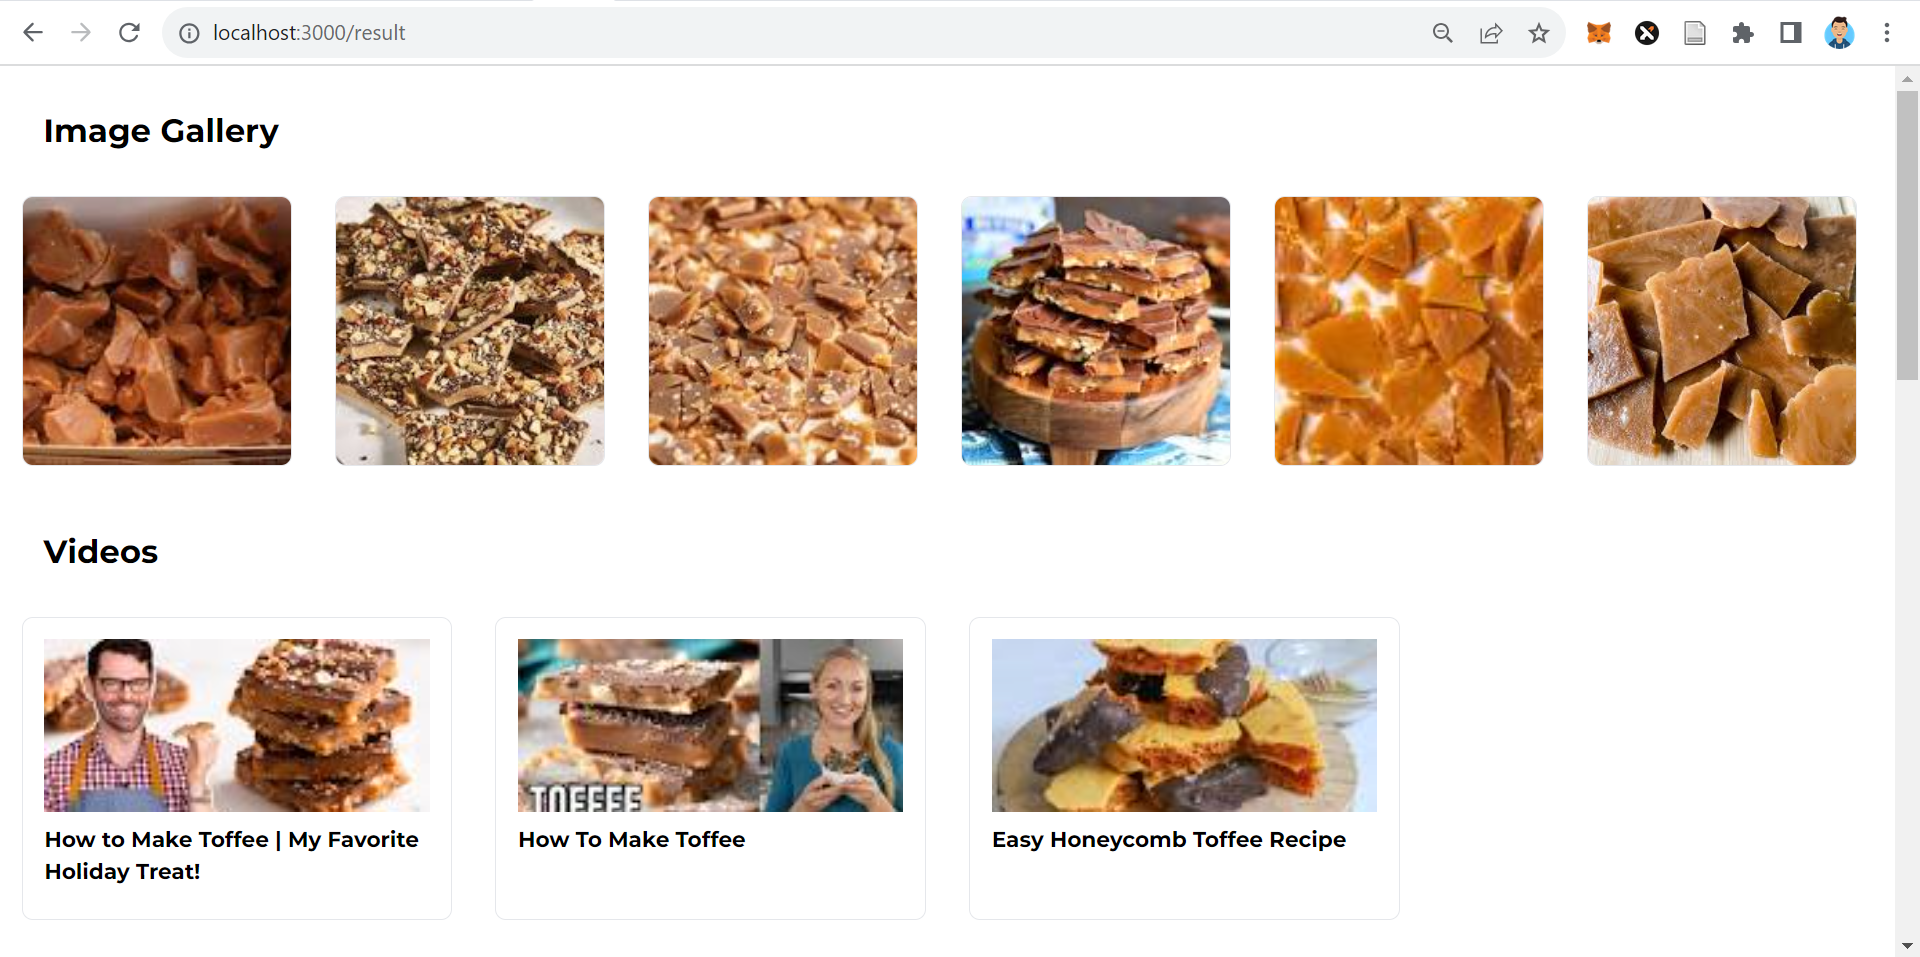 localhost:3000/result
Image Gallery
Videos
TOFFEE
How to Make Toffee | My Favorite
Holiday Treat!
How To Make Toffee
Easy Honeycomb Toffee Recipe